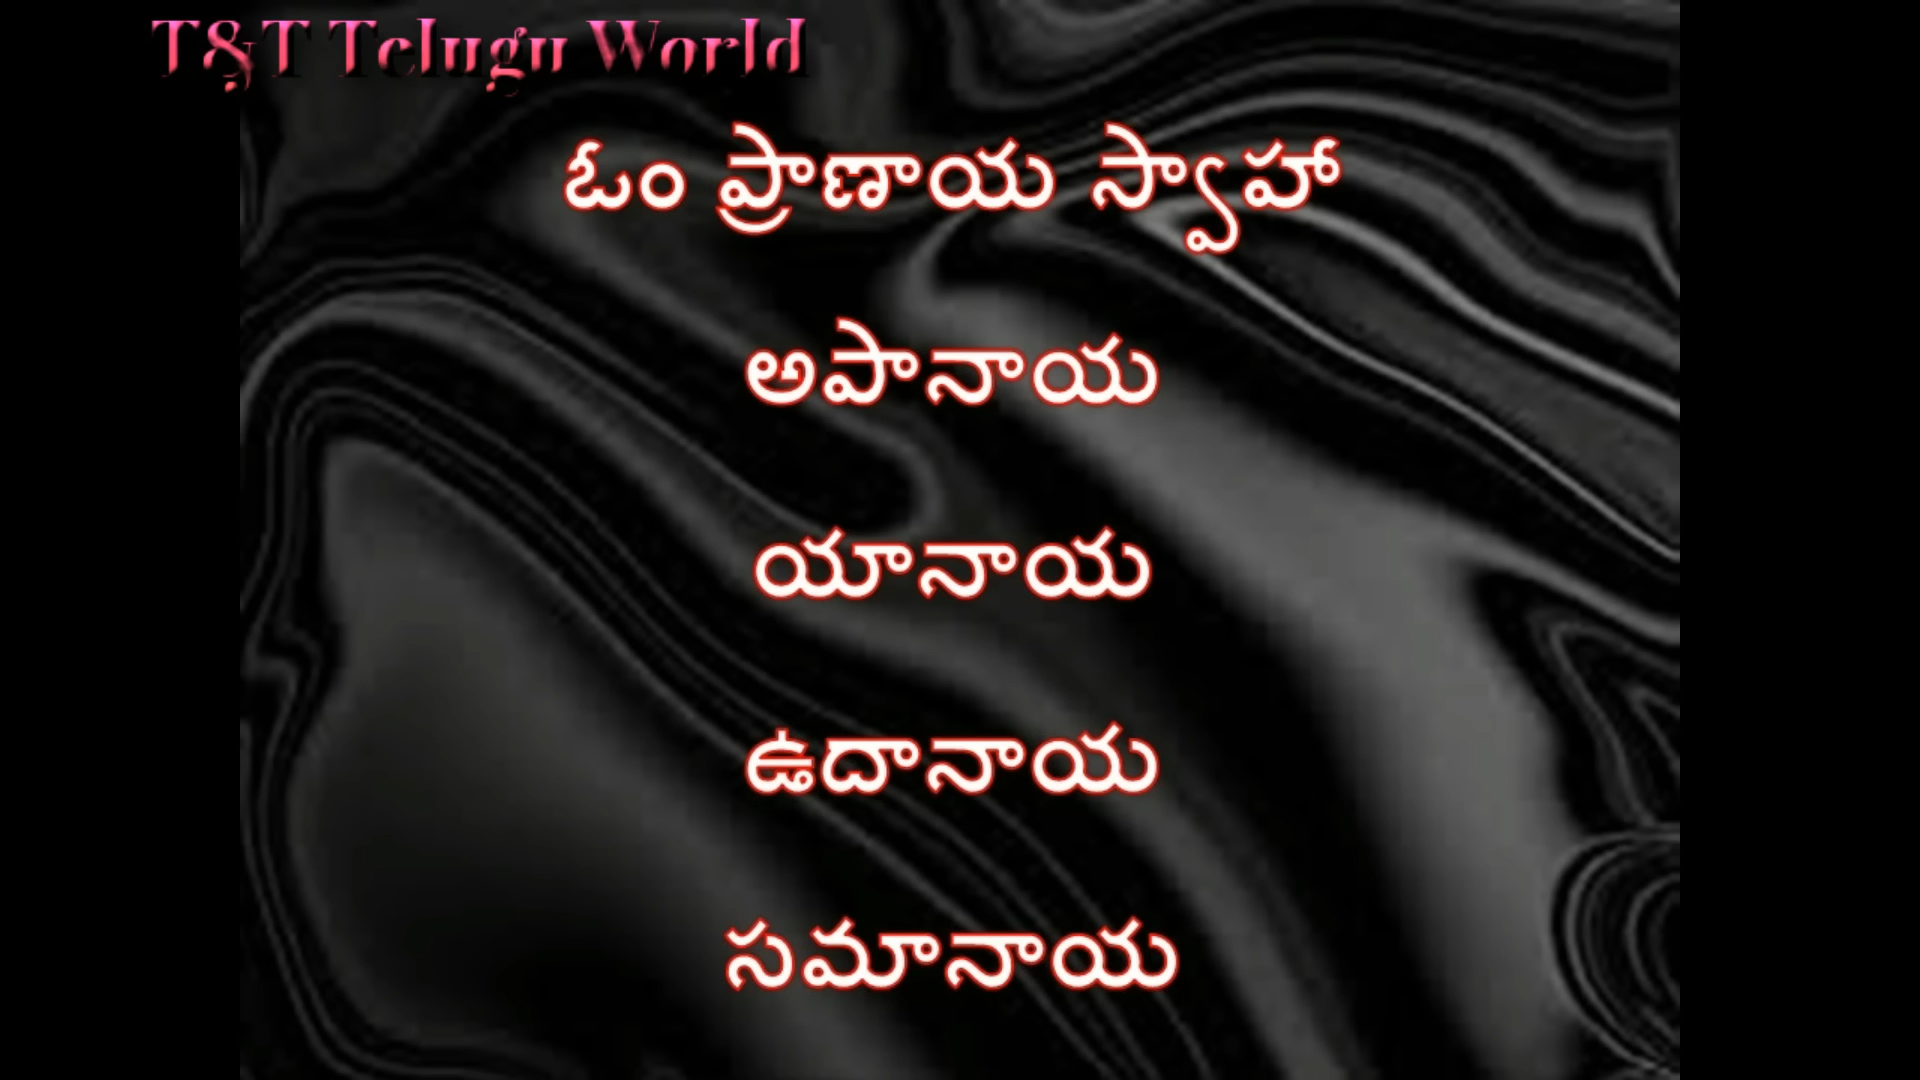 T&T Telugu World
ఓం ప్రాణాయ స్వాహా
అపానాయ
యానాయ
ఉదానాయ
సమానాయ